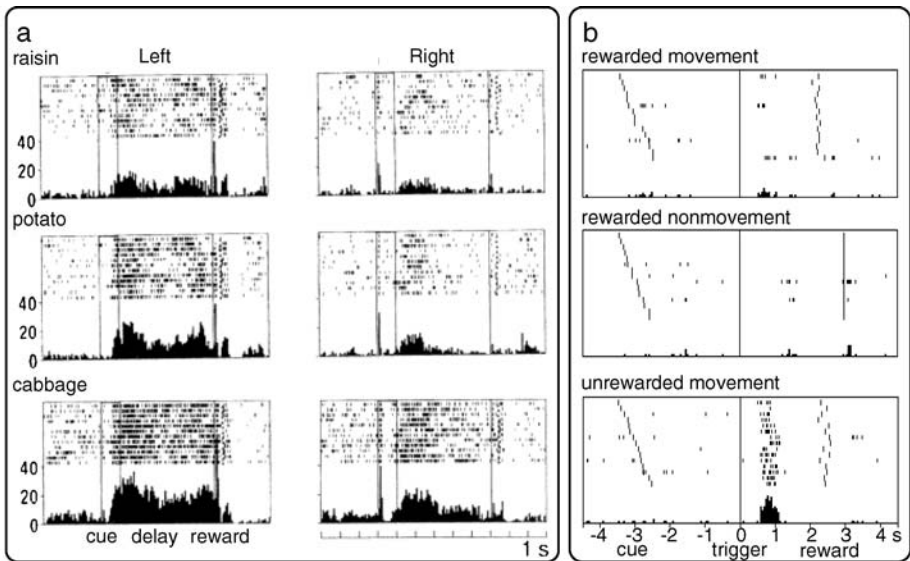 a
Left
Right
raisin
40
20
0
potato
40
20
0
cabbage
40
20
0
cue delay reward
1 s
b
rewarded movement
rewarded nonmovement
unrewarded movement
-4 -3 -2 -1 0 1 2 3 4 s
cue trigger reward